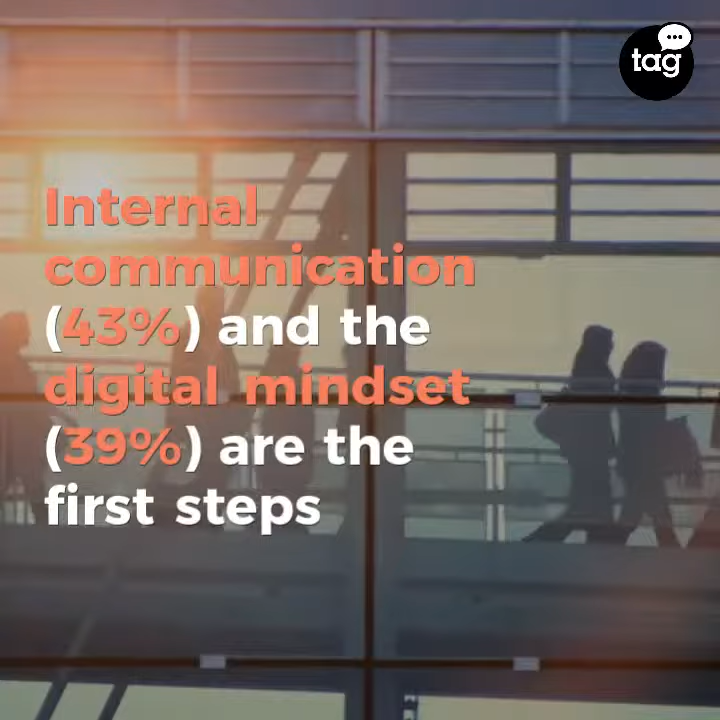 tag
Internal
communication
(43%) and the
digital mindset
(39%) are the
first steps